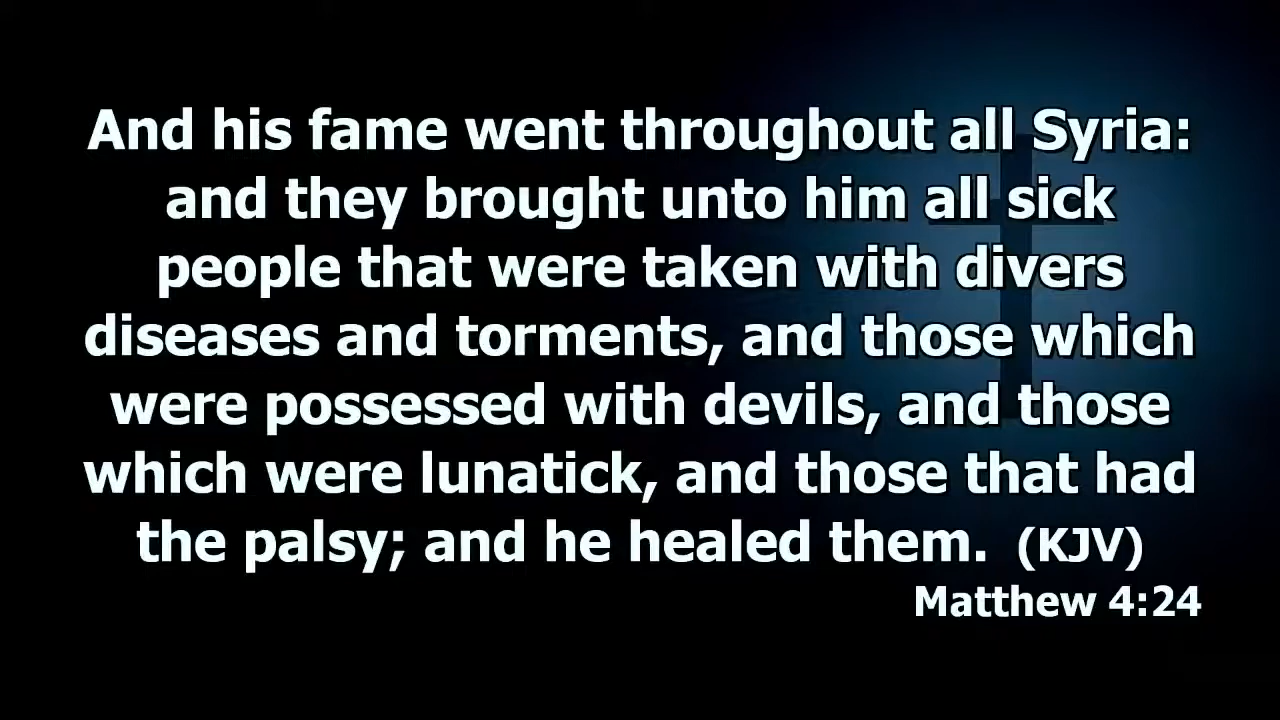 And his fame went throughout all Syria:
and they brought unto him all sick
people that were taken with divers
diseases and torments, and those which
were possessed with devils, and those
which were lunatick, and those that had
the palsy; and he healed them. (KJV)
Matthew 4:24